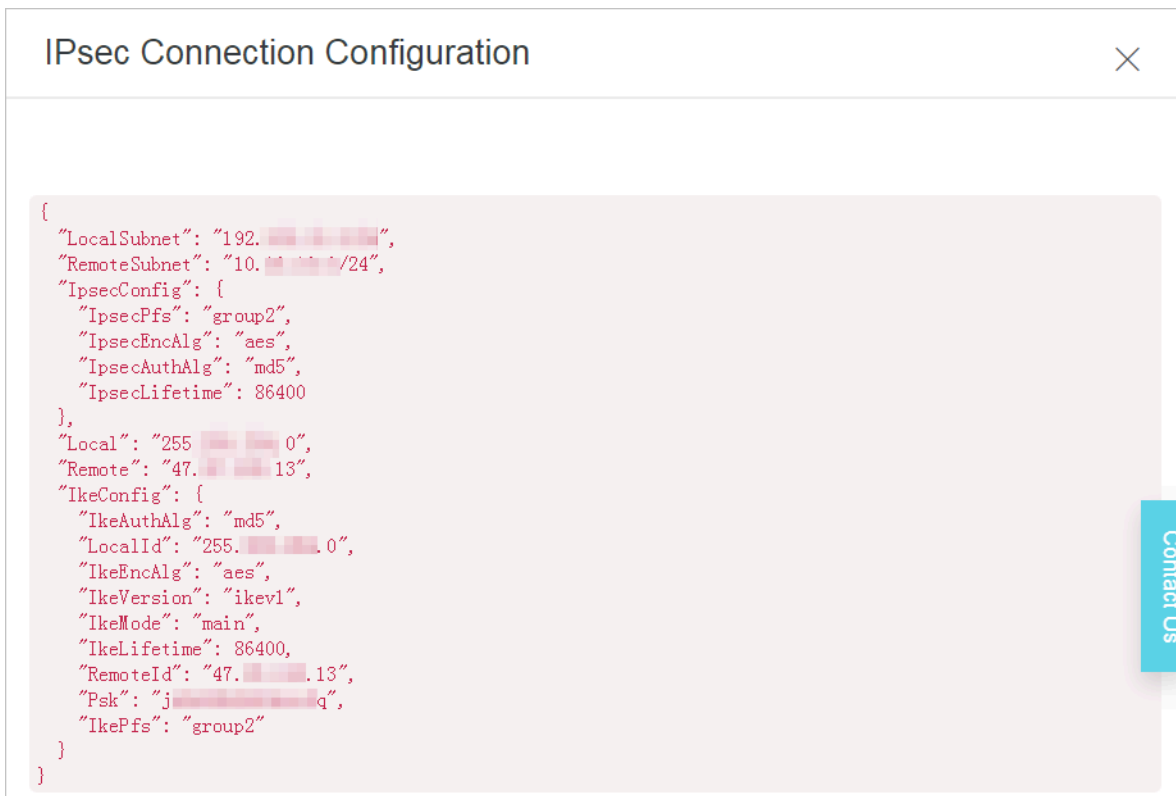 IPsec Connection Configuration
{
"LocalSubnet": "192.",
"RemoteSubnet": "10. /24",
"IpsecConfig": {
"IpsecPfs": "group2",
"IpsecEncAlg": "aes",
"IpsecAuthAlg": "md5",
"IpsecLifetime": 86400
},
"Local": "255 0",
"Remote": "47. 13",
"IkeConfig": {
"IkeAuthAlg": "md5",
"LocalId": "255. .0",
"IkeEncAlg": "aes",
"IkeVersion": "ikev1",
"IkeMode": "main",
"IkeLifetime": 86400,
"RemoteId": "47. .13",
"Psk": "j q",
"IkePfs": "group2"
}
}
Contact Us